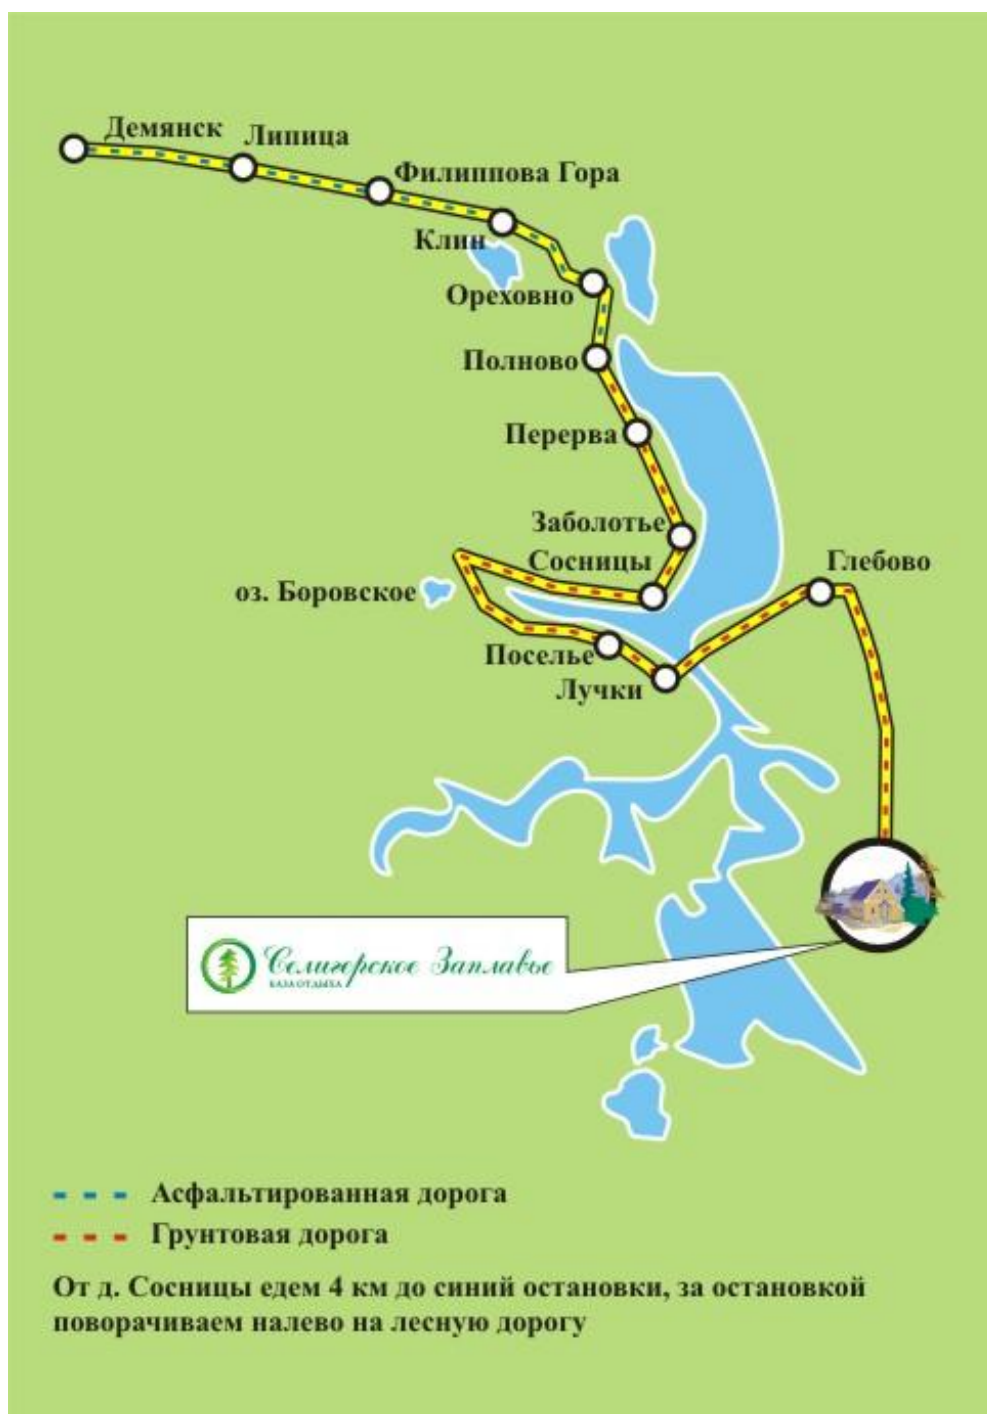 Демянск
Липица
Филиппова Гора
Клин
Ореховно
Полново
Перерва
Заболотье
Сосницы
Глебово
оз. Боровское
Поселье
Лучки
Селигерское Заплавье
БАЗА ОТДЫХА
Асфальтированная дорога
Грунтовая дорога
От д. Сосницы едем 4 км до синий остановки, за остановкой
поворачиваем налево на лесную дорогу